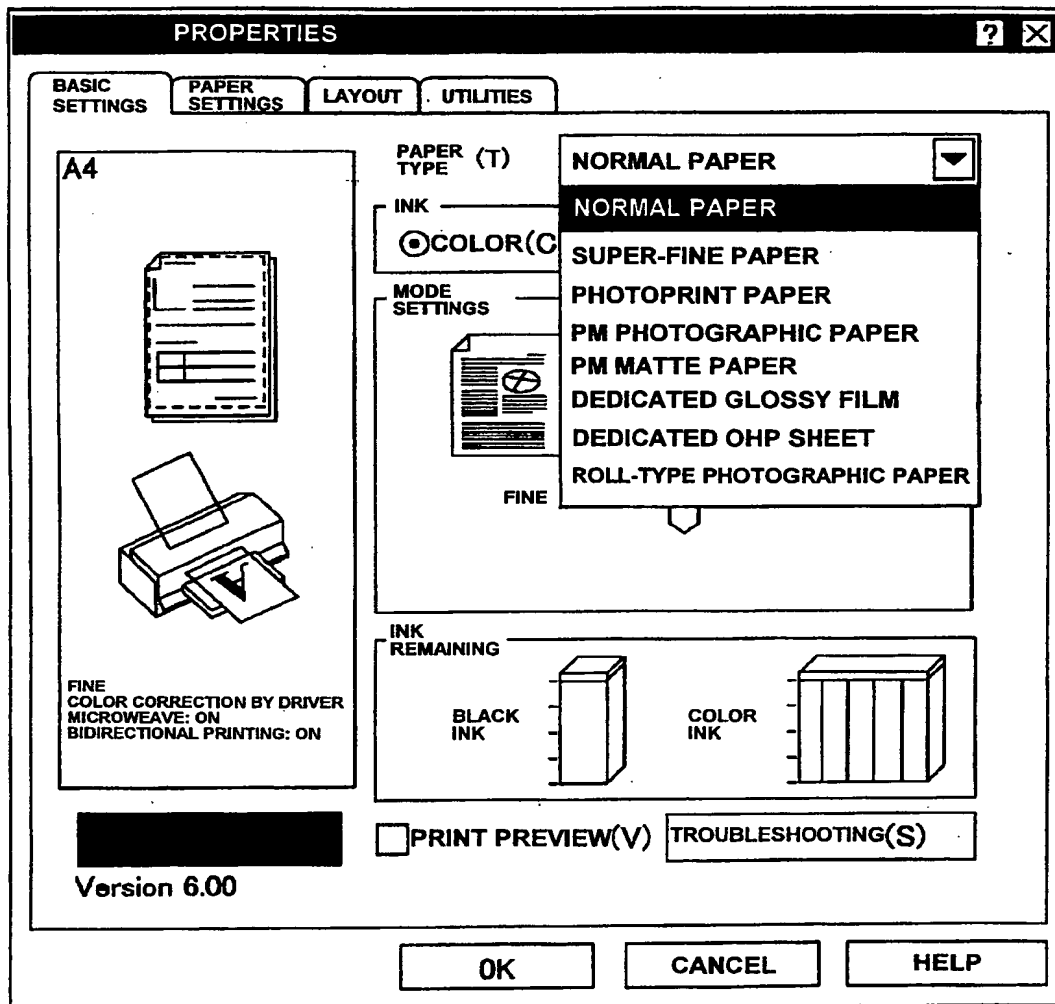 PROPERTIES
? X
BASIC
SETTINGS
PAPER
SETTINGS
LAYOUT
UTILITIES
A4
PAPER
TYPE (T)
NORMAL PAPER
NORMAL PAPER
SUPER-FINE PAPER
PHOTOPRINT PAPER
PM PHOTOGRAPHIC PAPER
PM MATTE PAPER
DEDICATED GLOSSY FILM
DEDICATED OHP SHEET
ROLL-TYPE PHOTOGRAPHIC PAPER
INK
COLOR(C
MODE
SETTINGS
FINE
A
FINE
COLOR CORRECTION BY DRIVER
MICROWEAVE: ON
BIDIRECTIONAL PRINTING: ON
INK
REMAINING
BLACK
INK
COLOR
INK
PRINT PREVIEW(V)
TROUBLESHOOTING(S)
Version 6.00
OK
CANCEL
HELP